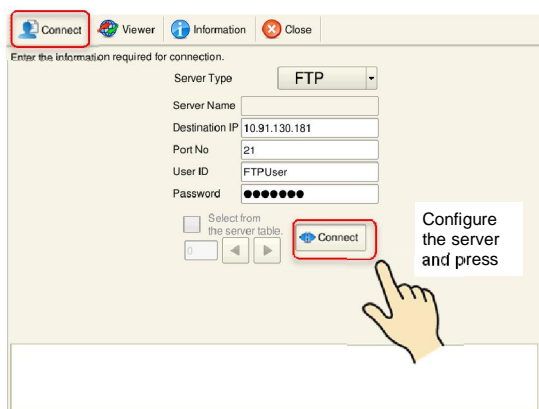 Connect Viewer Information Close
Enter the information required for connection.
Server Type FTP
Server Name
Destination IP 10.91.130.181
Port No 21
User ID FTPUser
Password ●●●●●●●
Select from
the server table.
0
Connect
Configure
the server
and press